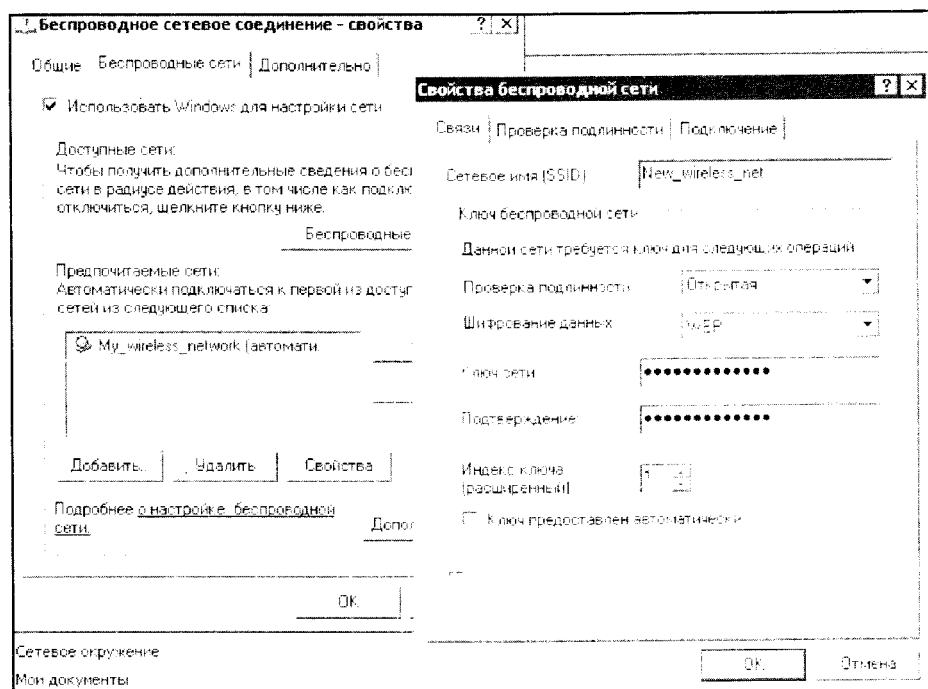 Беспроводное сетевое соединение - свойства
Общие
Беспроводные сети
Дополнительно
Использовать Windows для настройки сети
Доступные сети:
Чтобы получить дополнительные сведения о бесп
сети в радиусе действия, в том числе как подклю
отключиться, щелкните кнопку ниже.
Беспроводные
Предпочитаемые сети:
Автоматически подключаться к первой из доступ
сетей из следующего списка:
My_wireless_network (автомати.
Добавить...
Удалить
Свойства
Подробнее о настройке беспроводной
сети.
Допол
OK
Сетевое окружение
Мои документы
Свойства беспроводной сети
Связи
Проверка подлинности
Подключение
Сетевое имя (SSID)
New_wireless_net
Ключ беспроводной сети
Данной сети требуется ключ для следующих операций
Проверка подлинности
Открытая
Шифрование данных
WEP
Ключ сети
Подтверждение
Индекс ключа
(расширенный)
Ключ предоставлен автоматически
OK
Отмена